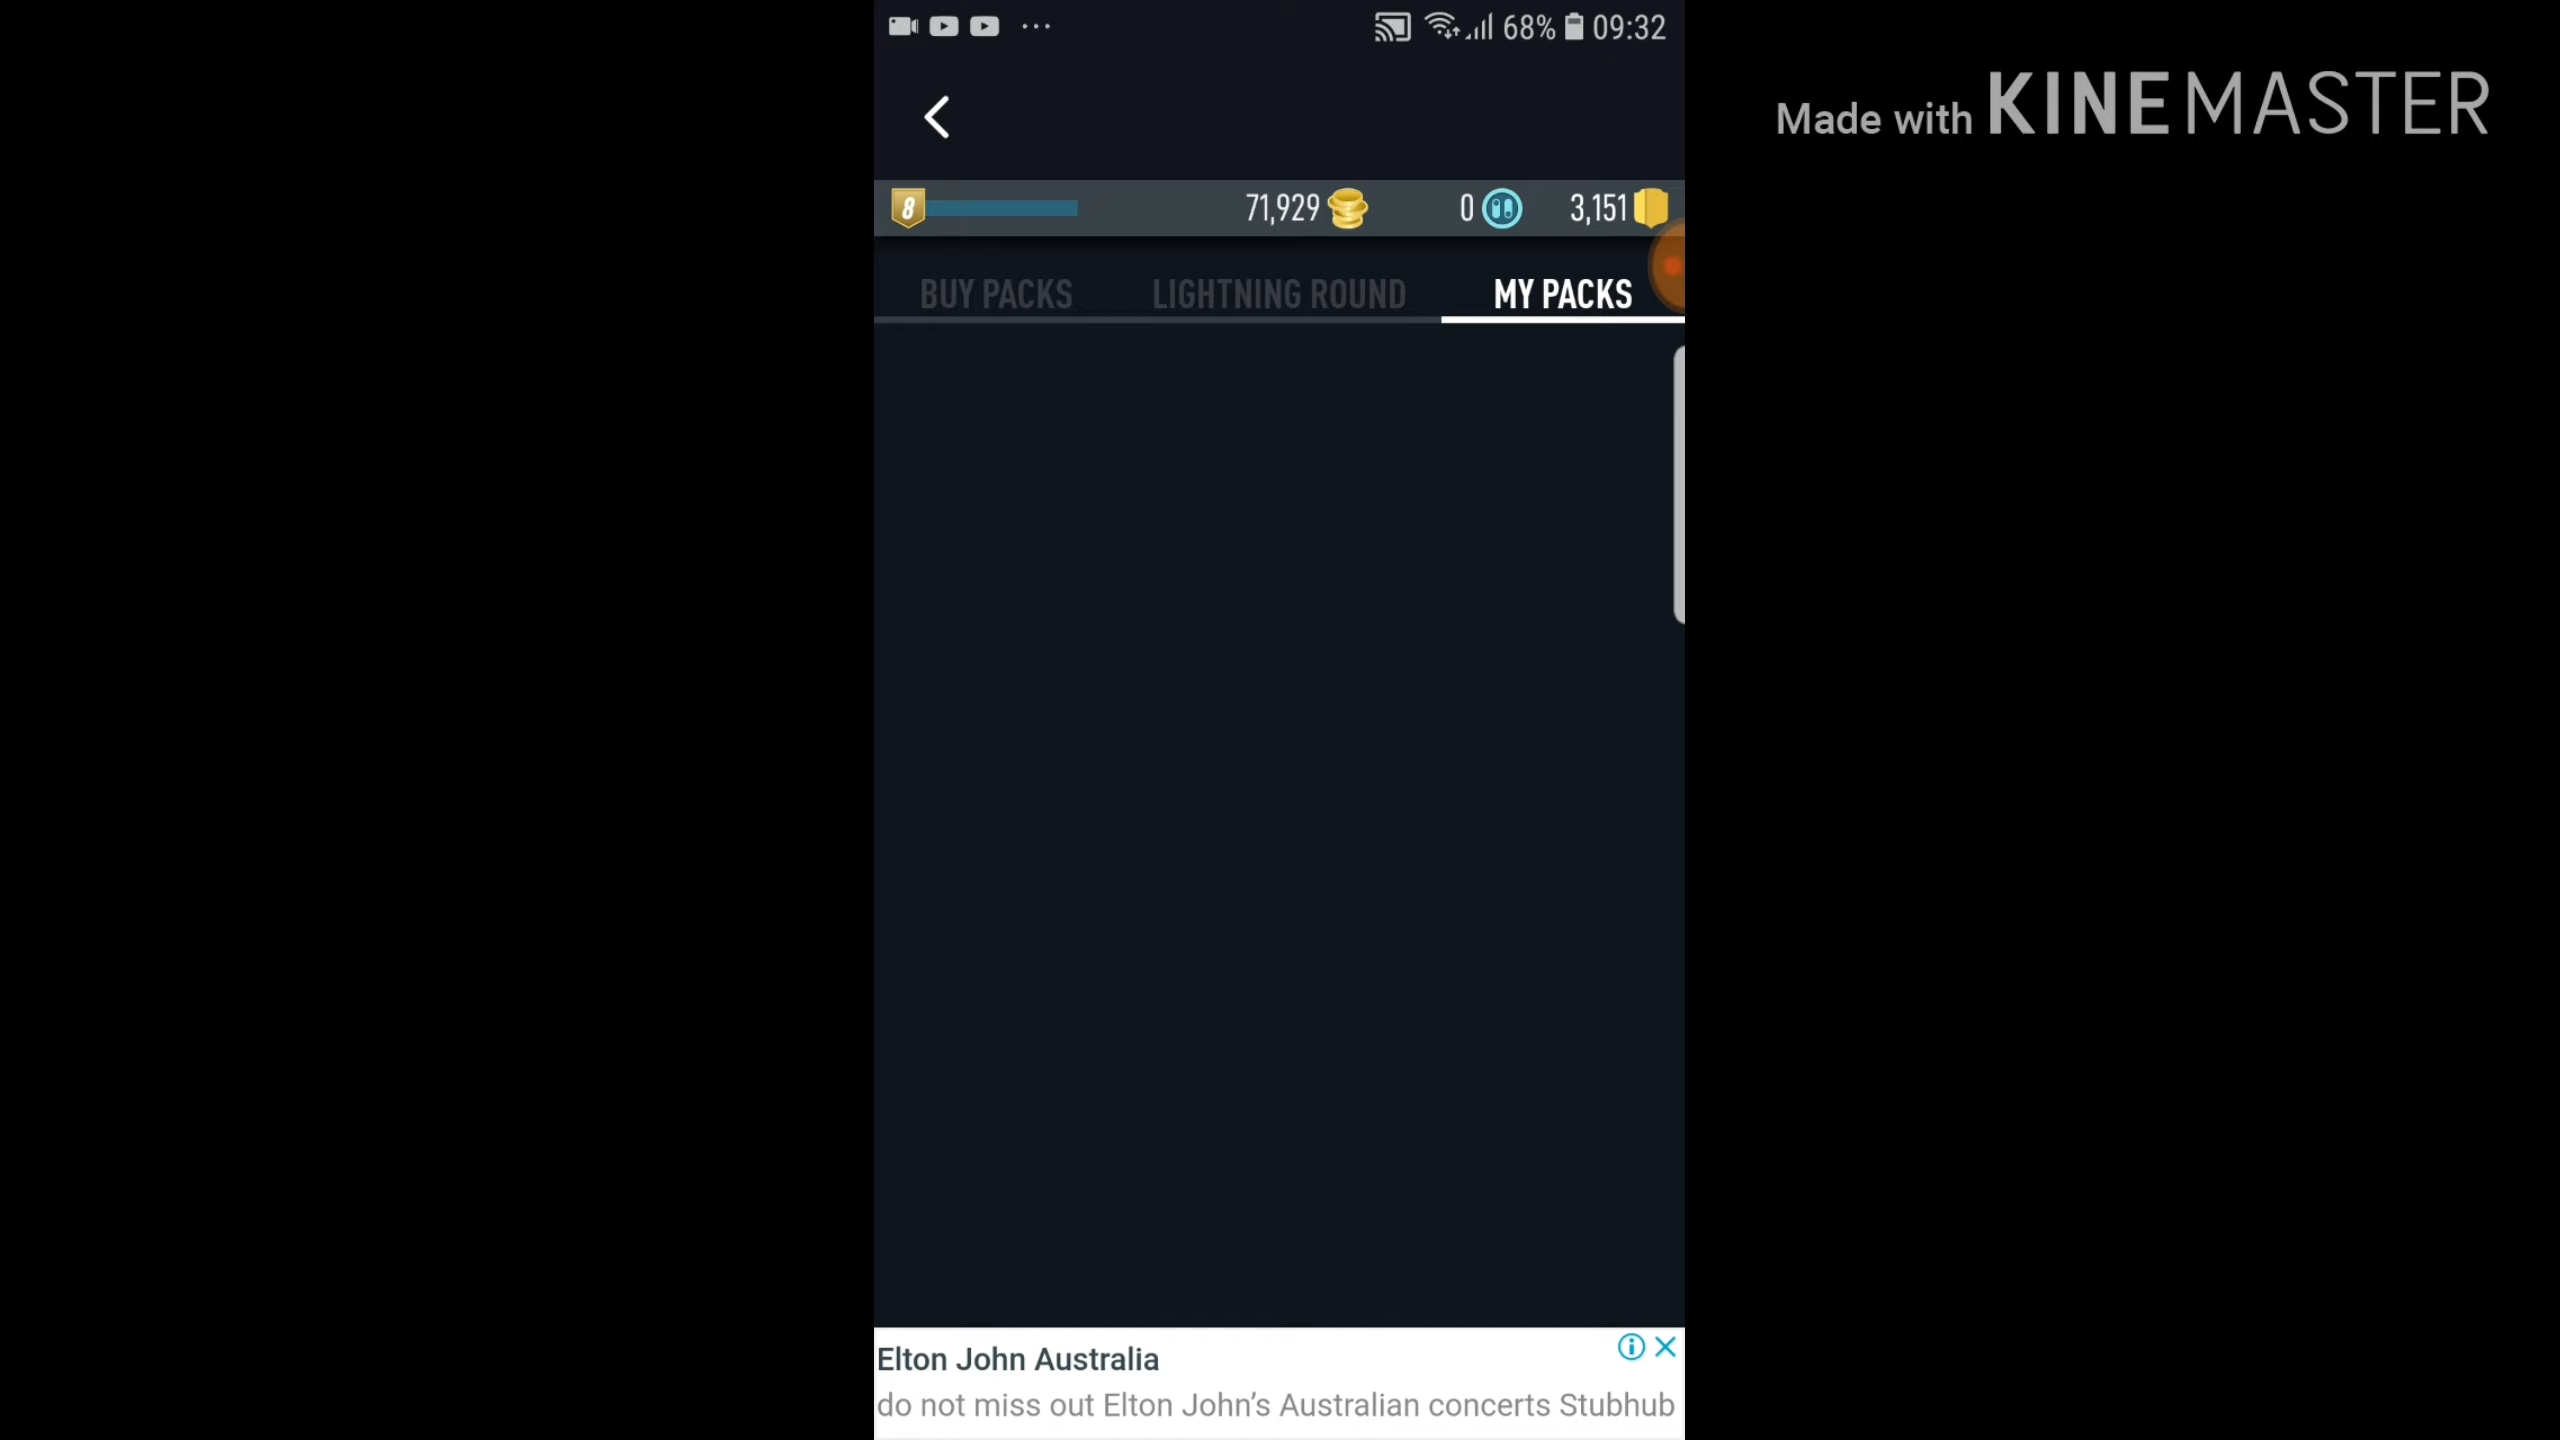 68% 09:32
Made with KINEMASTER
8 71,929 0 3,151
BUY PACKS LIGHTNING ROUND MY PACKS
Elton John Australia
do not miss out Elton John's Australian concerts Stubhub